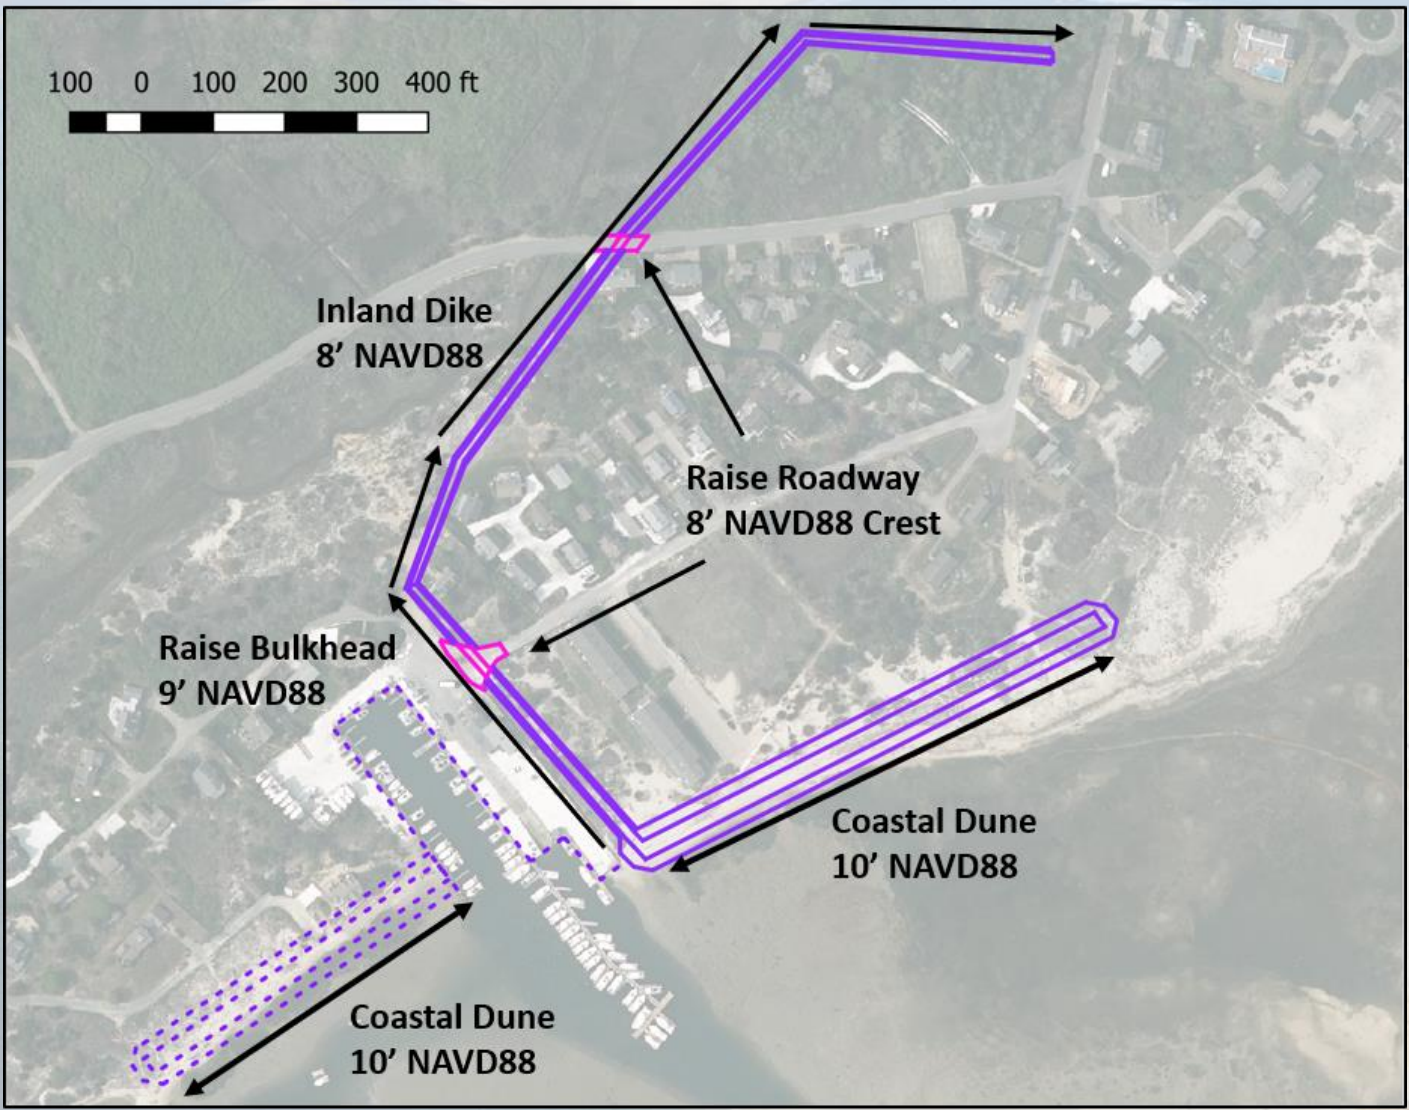 100 0 100 200 300 400 ft
Inland Dike
8’ NAVD88
Raise Roadway
8’ NAVD88 Crest
Raise Bulkhead
9’ NAVD88
Coastal Dune
10’ NAVD88
Coastal Dune
10’ NAVD88